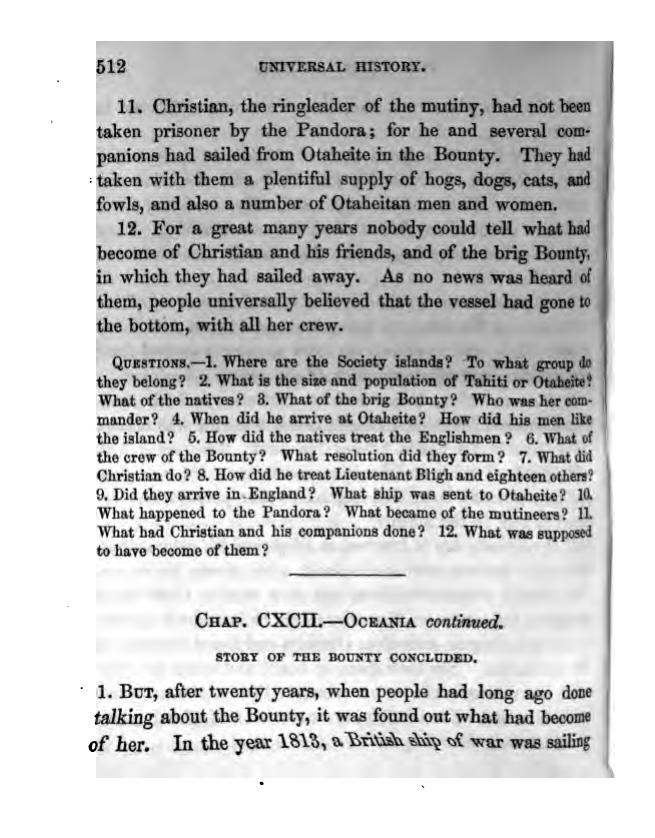 512 UNIVERSAL HISTORY.
11. Christian, the ringleader of the mutiny, had not been
taken prisoner by the Pandora; for he and several com-
panions had sailed from Otaheite in the Bounty. They had
taken with them a plentiful supply of hogs, dogs, cats, and
fowls, and also a number of Otaheitan men and women.
12. For a great many years nobody could tell what had
become of Christian and his friends, and of the brig Bounty,
in which they had sailed away. As no news was heard of
them, people universally believed that the vessel had gone to
the bottom, with all her crew.
QUESTIONS.—1. Where are the Society islands? To what group do
they belong? 2. What is the size and population of Tahiti or Otaheite?
What of the natives? 3. What of the brig Bounty? Who was her com-
mander? 4. When did he arrive at Otaheite? How did his men like
the island? 5. How did the natives treat the Englishmen? 6. What of
the crew of the Bounty? What resolution did they form? 7. What did
Christian do? 8. How did he treat Lieutenant Bligh and eighteen others?
9. Did they arrive in England? What ship was sent to Otaheite? 10.
What happened to the Pandora? What became of the mutineers? 11.
What had Christian and his companions done? 12. What was supposed
to have become of them?
CHAP. CXCII.—OCEANIA continued.
STORY OF THE BOUNTY CONCLUDED.
1. BUT, after twenty years, when people had long ago done
talking about the Bounty, it was found out what had become
of her. In the year 1813, a British ship of war was sailing